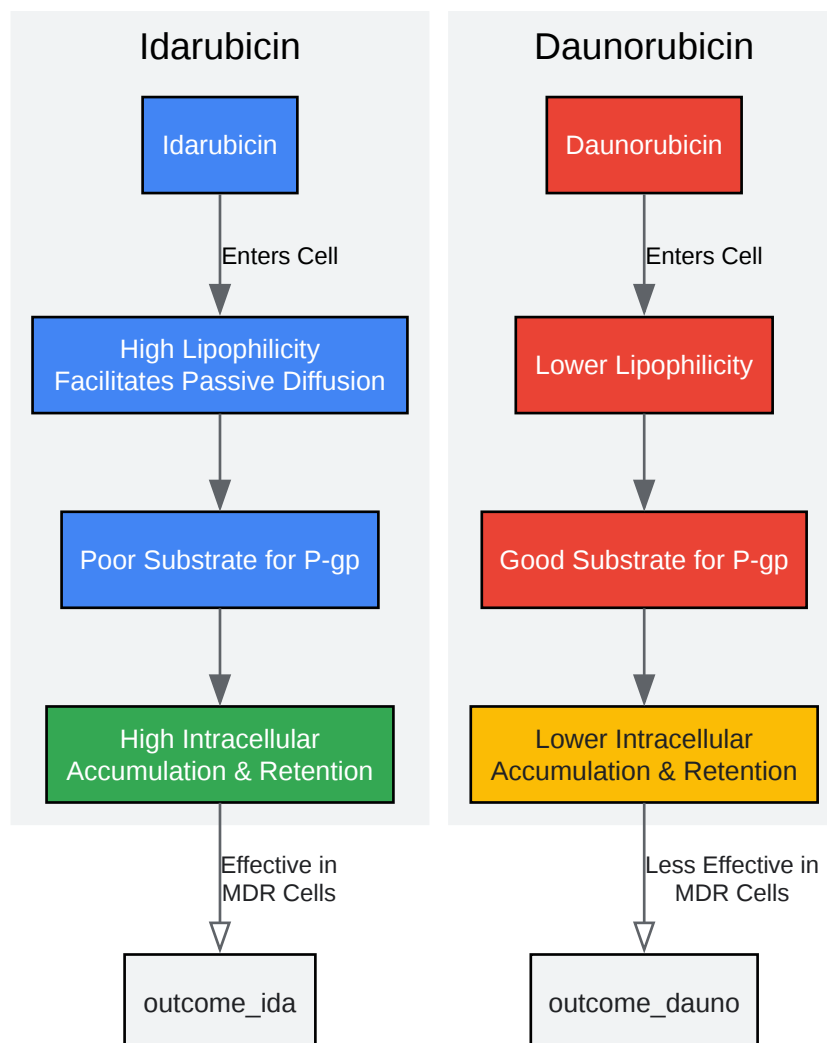 Idarubicin
Idarubicin
Enters Cell
High Lipophilicity
Facilitates Passive Diffusion
Poor Substrate for P-gp
High Intracellular
Accumulation & Retention
Effective in
MDR Cells
outcome_ida
Daunorubicin
Daunorubicin
Enters Cell
Lower Lipophilicity
Good Substrate for P-gp
Lower Intracellular
Accumulation & Retention
Less Effective in
MDR Cells
outcome_dauno